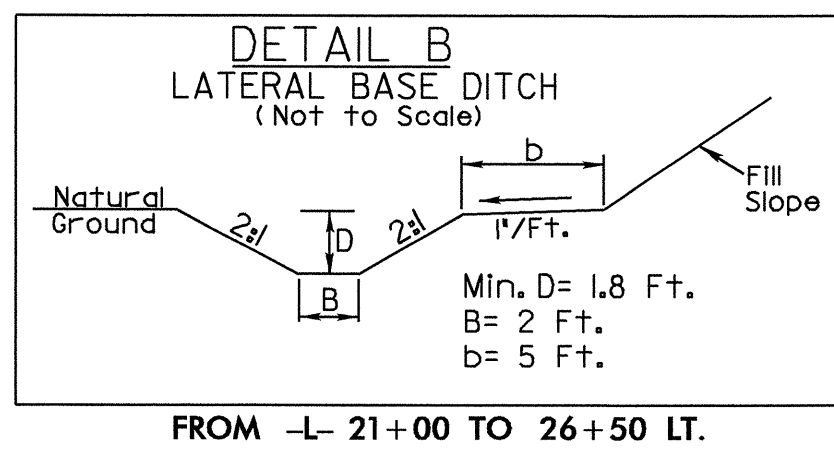 DETAIL B
LATERAL BASE DITCH
(Not to Scale)
b
Natural
Ground
2:1
D
2:1
1"/Ft.
Fill
Slope
B
Min. D= 1.8 Ft.
B= 2 Ft.
b= 5 Ft.
FROM -L- 21+00 TO 26+50 LT.